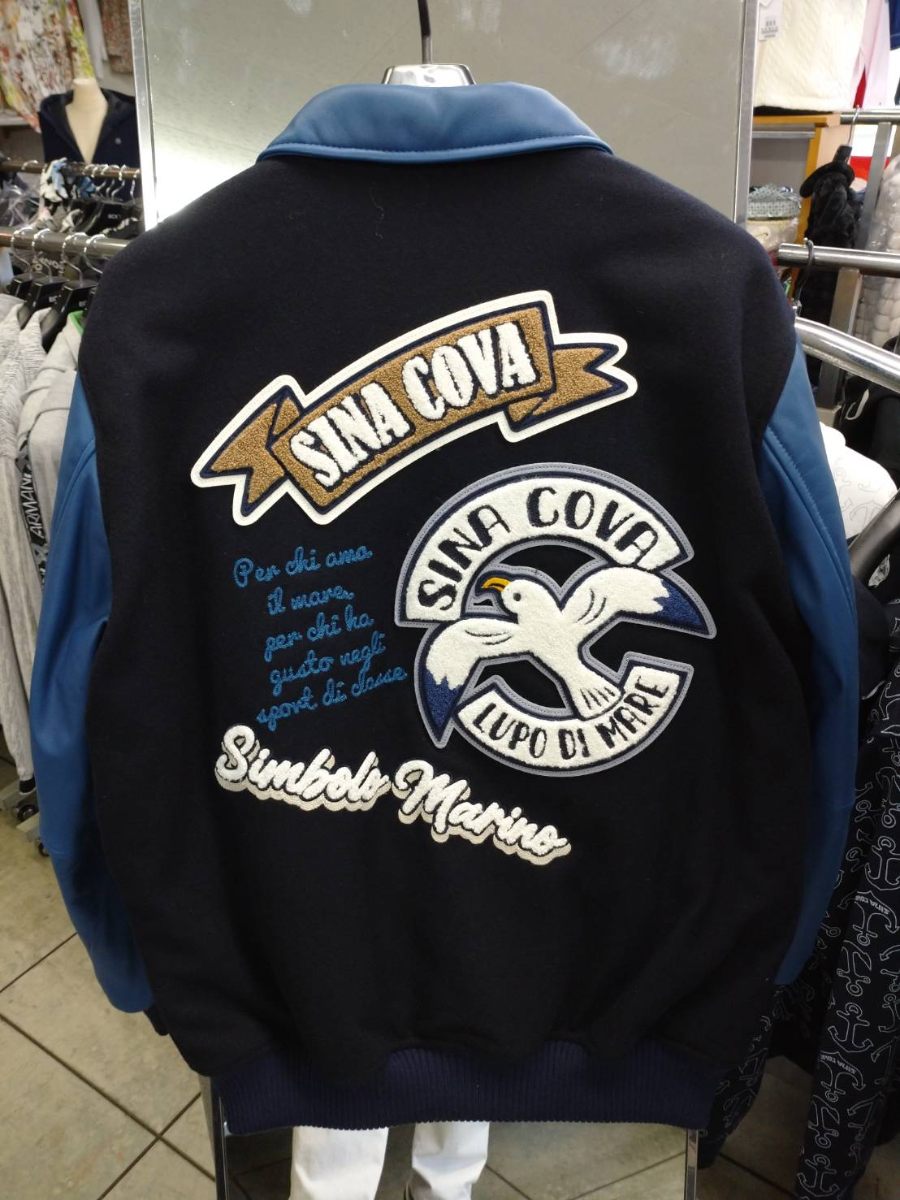 SINA COVA
SINA COVA
LUPO DI MARE
Per chi ama
il mare,
per chi ha
gusto negli
sport di classe
Simbolo Marino
ARMANI